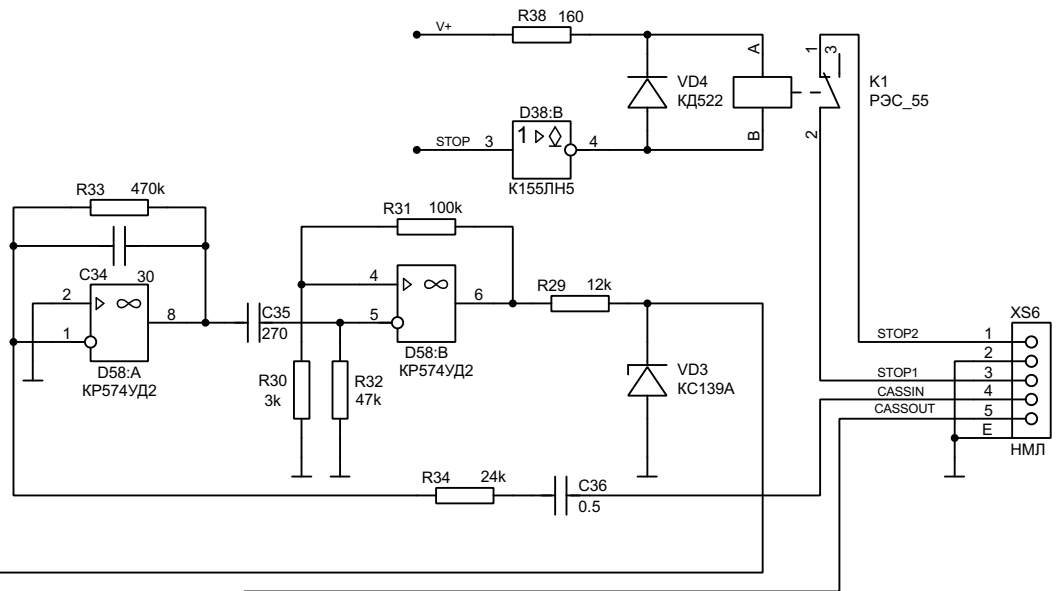 R38 160
V+
A
1
3
VD4
КД522
K1
РЭС_55
D38:B
STOP 3
1
4
B
2
К155ЛН5
R33 470k
R31 100k
C34 30
2
∞
8
1
D58:A
КР574УД2
C35
270
4
∞
6
5
D58:B
КР574УД2
R29 12k
R30
3k
R32
47k
VD3
КС139А
XS6
STOP2 1
2
STOP1 3
CASSIN 4
CASSOUT 5
E
НМЛ
R34 24k
C36
0.5